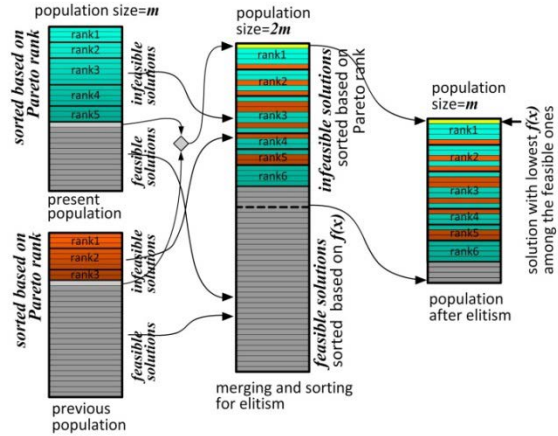 population size=m
sorted based on
Pareto rank
rank1
rank2
rank3
rank4
rank5
infeasible
solutions
feasible
solutions
present
population
sorted based on
Pareto rank
rank1
rank2
rank3
infeasible
solutions
feasible
solutions
previous
population
population
size=2m
rank1
rank2
rank3
rank4
rank5
rank6
infeasible solutions
sorted based on
Pareto rank
feasible solutions
sorted based on f(x)
merging and sorting
for elitism
population
size=m
rank1
rank2
rank3
rank4
rank5
rank6
solution with lowest f(x)
among the feasible ones
population
after elitism